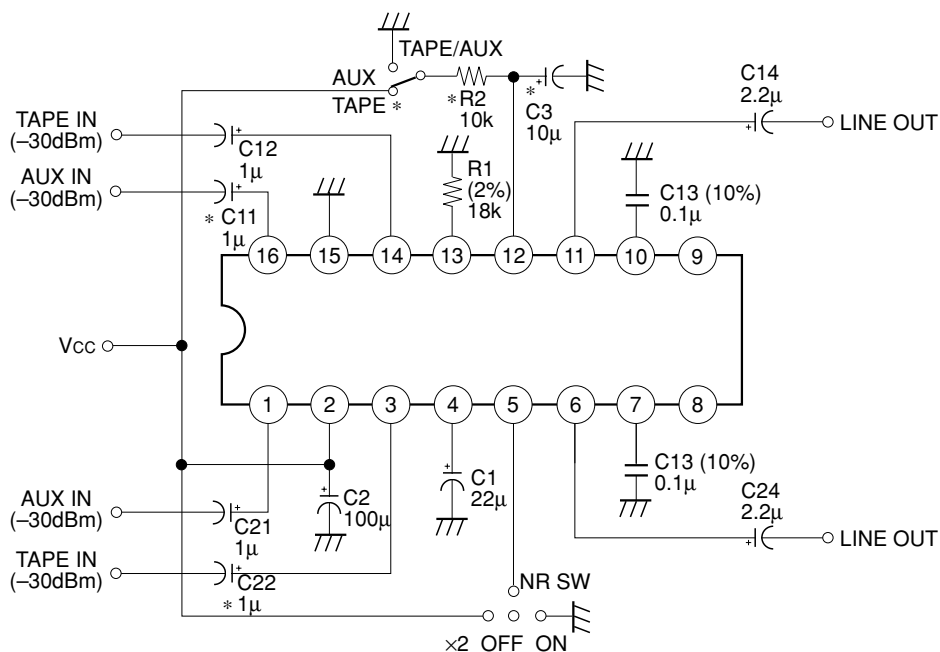 TAPE/AUX
AUX
TAPE *
* R2
10k
*
C3
10μ
C14
2.2μ
LINE OUT
TAPE IN
(–30dBm)
C12
1μ
AUX IN
(–30dBm)
* C11
1μ
R1
(2%)
18k
C13 (10%)
0.1μ
16 15 14 13 12 11 10 9
VCC
1 2 3 4 5 6 7 8
C2
100μ
C1
22μ
C13 (10%)
0.1μ
AUX IN
(–30dBm)
C21
1μ
C24
2.2μ
LINE OUT
TAPE IN
(–30dBm)
C22
* 1μ
NR SW
×2 OFF ON